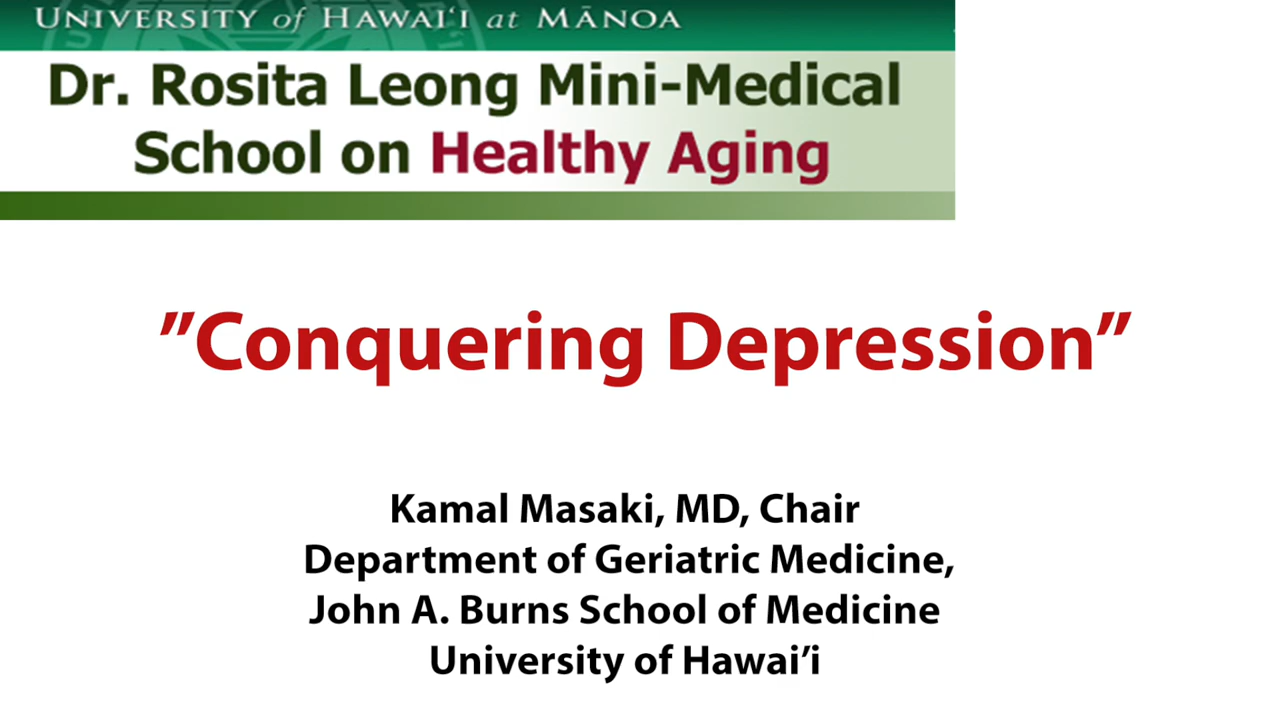 UNIVERSITY of HAWAIʻI at MĀNOA
Dr. Rosita Leong Mini-Medical
School on Healthy Aging
”Conquering Depression”
Kamal Masaki, MD, Chair
Department of Geriatric Medicine,
John A. Burns School of Medicine
University of Hawai’i